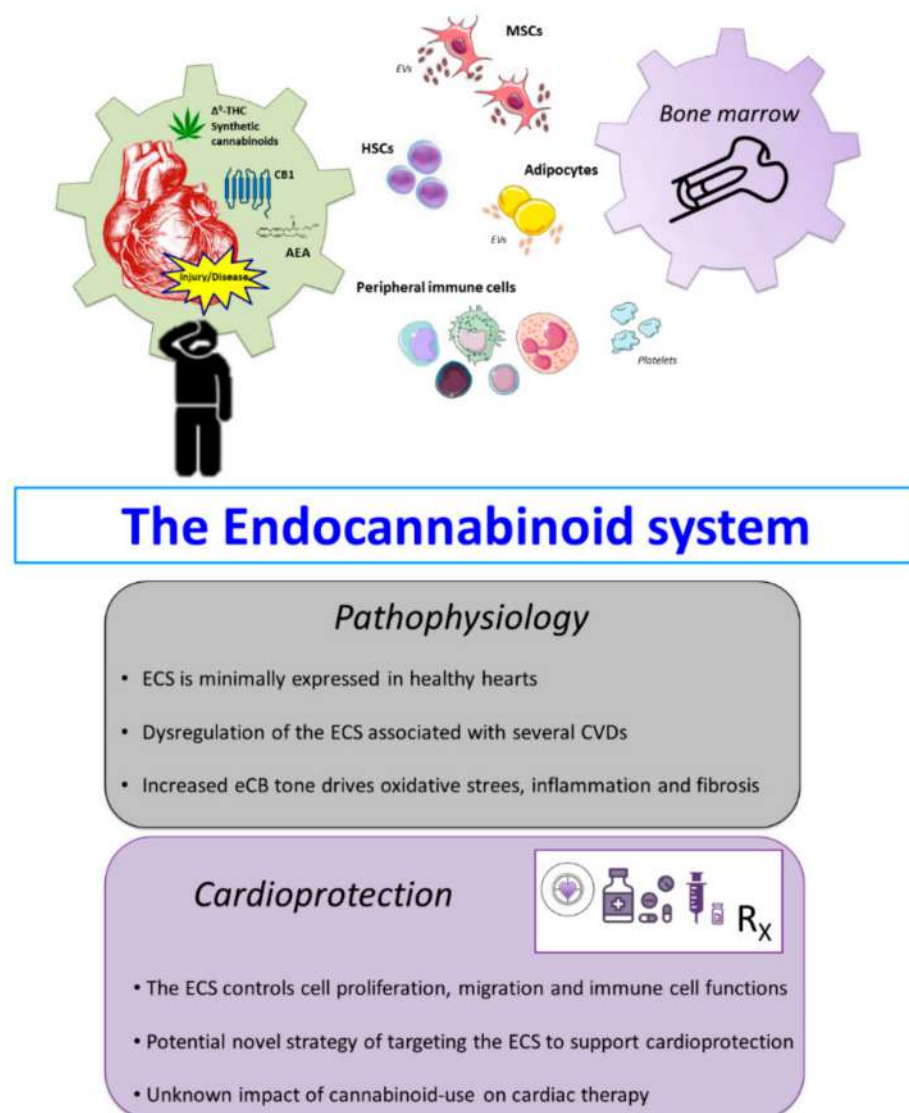 MSCs
EVs
Δ⁹-THC
Synthetic
cannabinoids
CB1
AEA
Injury/Disease
HSCs
Adipocytes
EVs
Bone marrow
Peripheral immune cells
Platelets
The Endocannabinoid system
Pathophysiology
• ECS is minimally expressed in healthy hearts
• Dysregulation of the ECS associated with several CVDs
• Increased eCB tone drives oxidative strees, inflammation and fibrosis
Cardioprotection
RX
• The ECS controls cell proliferation, migration and immune cell functions
• Potential novel strategy of targeting the ECS to support cardioprotection
• Unknown impact of cannabinoid-use on cardiac therapy